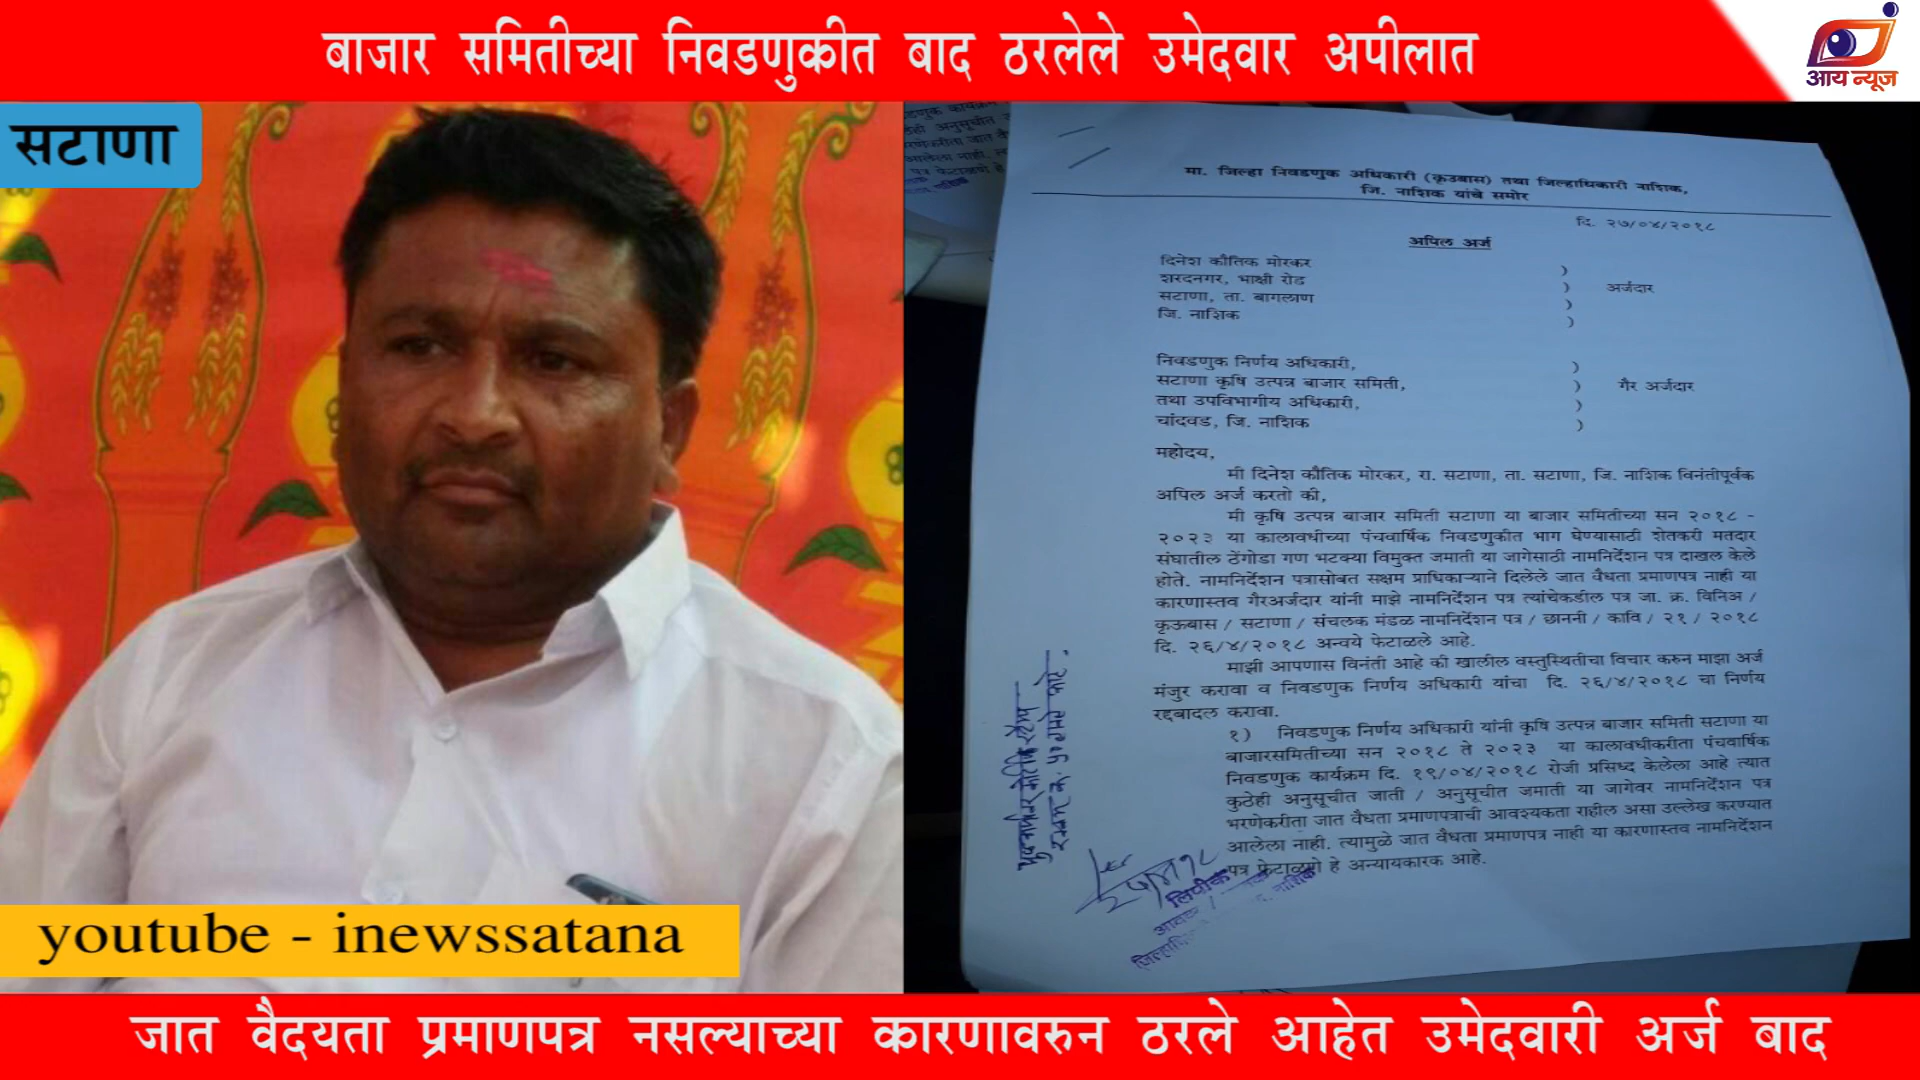 बाजार समितीच्या निवडणुकीत बाद ठरलेले उमेदवार अपीलात
आय न्यूज
सटाणा
मा. जिल्हा निवडणुक अधिकारी (कृउबास) तथा जिल्हाधिकारी नाशिक,
जि. नाशिक यांचे समोर
दि. २७/०४/२०१८
अपिल अर्ज
दिनेश कौतिक मोरकर )
शरदनगर, भाक्षी रोड ) अर्जदार
सटाणा, ता. बागलाण )
जि. नाशिक )
निवडणुक निर्णय अधिकारी, )
सटाणा कृषि उत्पन्न बाजार समिती, ) गैर अर्जदार
तथा उपविभागीय अधिकारी, )
चांदवड, जि. नाशिक )
महोदय,
मी दिनेश कौतिक मोरकर, रा. सटाणा, ता. सटाणा, जि. नाशिक विनंतीपूर्वक
अपिल अर्ज करतो की,
मी कृषि उत्पन्न बाजार समिती सटाणा या बाजार समितीच्या सन २०१८ -
२०२३ या कालावधीच्या पंचवार्षिक निवडणुकीत भाग घेण्यासाठी शेतकरी मतदार
संघातील ठेंगोडा गण भटक्या विमुक्त जमाती या जागेसाठी नामनिर्देशन पत्र दाखल केले
होते. नामनिर्देशन पत्रासोबत सक्षम प्राधिकाऱ्याने दिलेले जात वैधता प्रमाणपत्र नाही या
कारणास्तव गैरअर्जदार यांनी माझे नामनिर्देशन पत्र त्यांचेकडील पत्र जा. क्र. विनिअ /
कृऊबास / सटाणा / संचलक मंडळ नामनिर्देशन पत्र / छाननी / कावि / २१ / २०१८
दि. २६/४/२०१८ अन्वये फेटाळले आहे.
माझी आपणास विनंती आहे की खालील वस्तुस्थितीचा विचार करुन माझा अर्ज
मंजुर करावा व निवडणुक निर्णय अधिकारी यांचा दि. २६/४/२०१८ चा निर्णय
रद्दबादल करावा.
१) निवडणुक निर्णय अधिकारी यांनी कृषि उत्पन्न बाजार समिती सटाणा या
बाजारसमितीच्या सन २०१८ ते २०२३ या कालावधीकरीता पंचवार्षिक
निवडणुक कार्यक्रम दि. १९/०४/२०१८ रोजी प्रसिध्द केलेला आहे त्यात
कुठेही अनुसूचीत जाती / अनुसूचीत जमाती या जागेवर नामनिर्देशन पत्र
भरणेकरीता जात वैधता प्रमाणपत्राची आवश्यकता राहील असा उल्लेख करण्यात
आलेला नाही. त्यामुळे जात वैधता प्रमाणपत्र नाही या कारणास्तव नामनिर्देशन
पत्र फेटाळणे हे अन्यायकारक आहे.
लिपीक
नाशिक
youtube - inewssatana
जात वैदयता प्रमाणपत्र नसल्याच्या कारणावरुन ठरले आहेत उमेदवारी अर्ज बाद